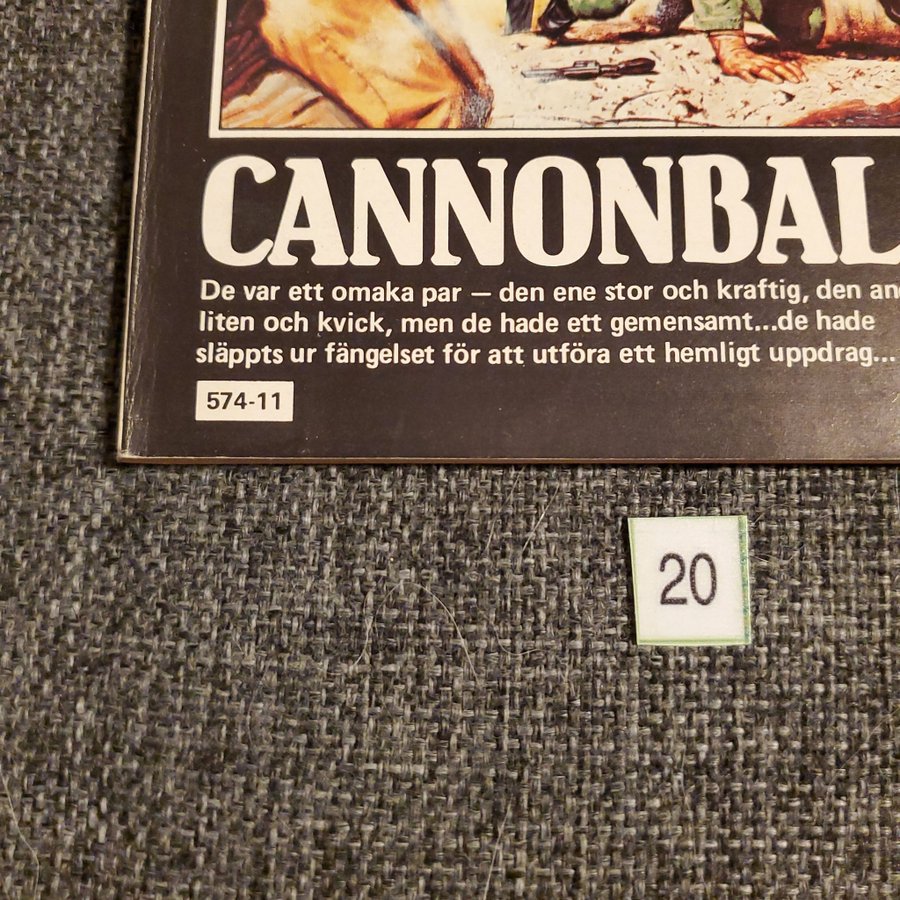 CANNONBAL
De var ett omaka par — den ene stor och kraftig, den
liten och kvick, men de hade ett gemensamt...de hade
släppts ur fängelset för att utföra ett hemligt uppdrag...
574-11
20